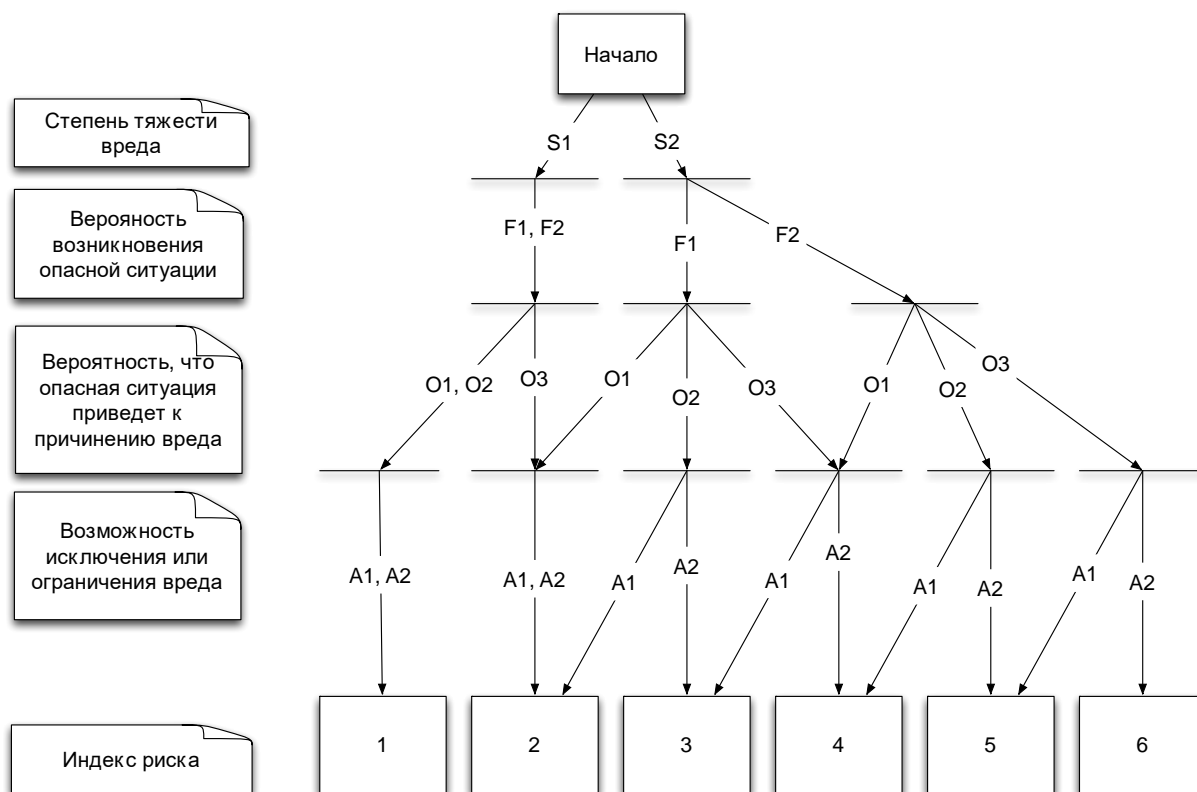 Начало
Степень тяжести
вреда
S1
S2
Верояность
возникновения
опасной ситуации
F1, F2
F1
F2
Вероятность, что
опасная ситуация
приведет к
причинению вреда
O1, O2
O3
O1
O2
O3
O1
O2
O3
Возможность
исключения или
ограничения вреда
A1, A2
A1, A2
A1
A2
A1
A2
A1
A2
A1
A2
Индекс риска
1
2
3
4
5
6